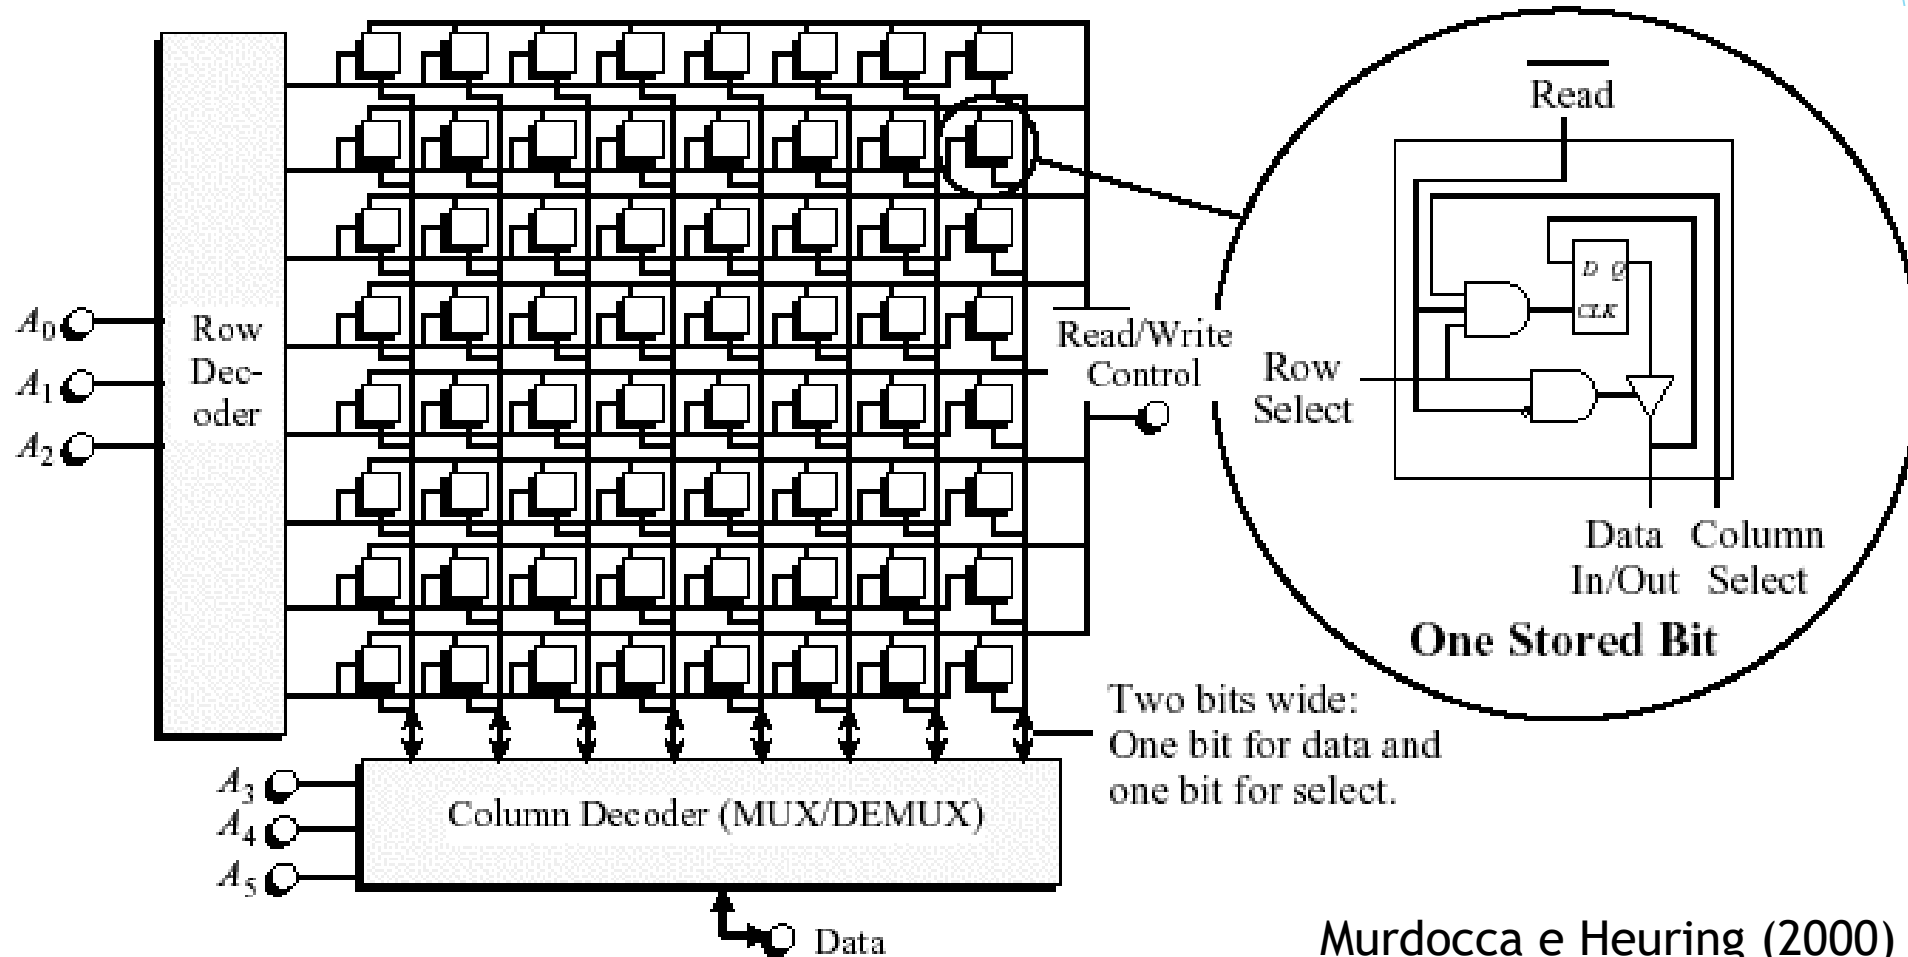 A0
A1
A2
Row
Dec-
oder
Read/Write
Control
Read
D Q
CLK
Row
Select
Data Column
In/Out Select
One Stored Bit
Two bits wide:
One bit for data and
one bit for select.
A3
A4
A5
Column Decoder (MUX/DEMUX)
Data
Murdocca e Heuring (2000)